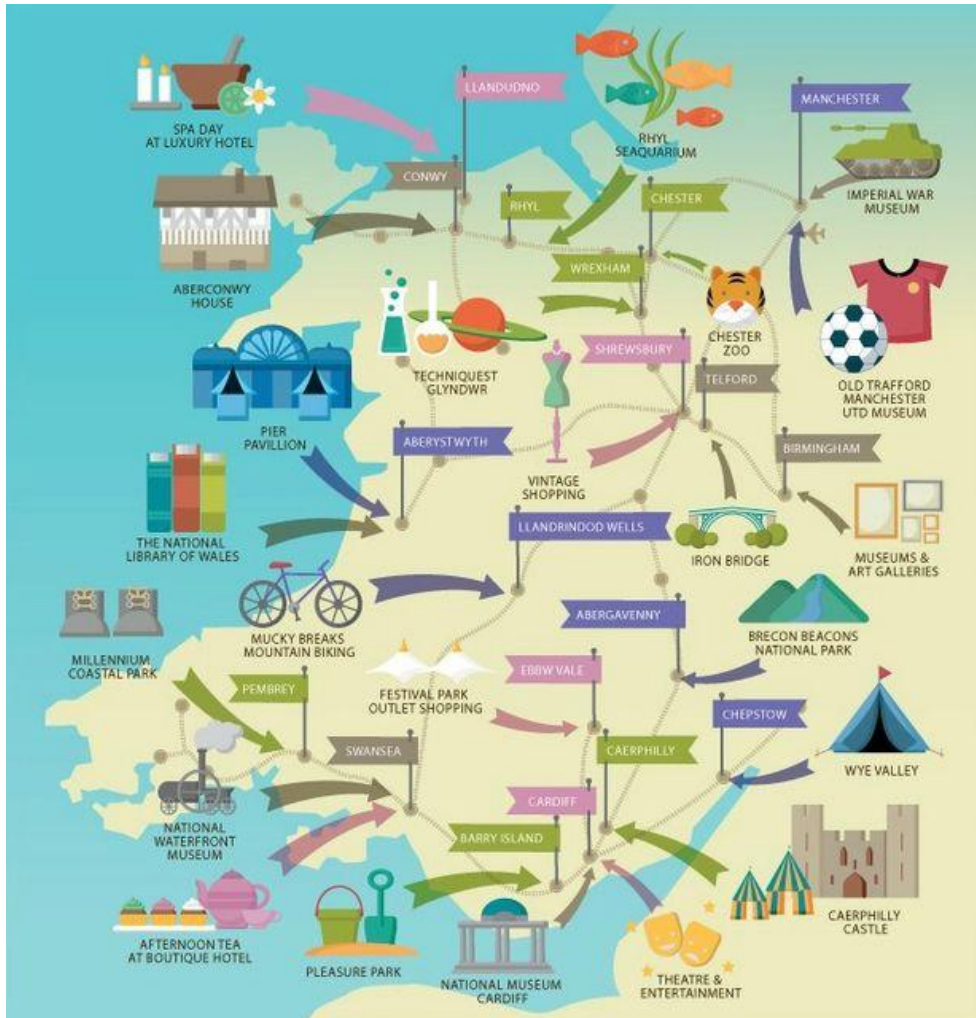 LLANDUDNO
MANCHESTER
SPA DAY
AT LUXURY HOTEL
RHYL
SEAQUARIUM
CONWY
IMPERIAL WAR
MUSEUM
RHYL
CHESTER
ABERCONWY
HOUSE
WREXHAM
CHESTER
ZOO
SHREWSBURY
TECHNIQUEST
GLYNDWR
TELFORD
OLD TRAFFORD
MANCHESTER
UTD MUSEUM
PIER
PAVILLION
ABERYSTWYTH
BIRMINGHAM
VINTAGE
SHOPPING
THE NATIONAL
LIBRARY OF WALES
LLANDRINDOD WELLS
IRON BRIDGE
MUSEUMS &
ART GALLERIES
MUCKY BREAKS
MOUNTAIN BIKING
ABERGAVENNY
BRECON BEACONS
NATIONAL PARK
MILLENNIUM
COASTAL PARK
PEMBREY
FESTIVAL PARK
OUTLET SHOPPING
EBBW VALE
CHEPSTOW
SWANSEA
CAERPHILLY
WYE VALLEY
NATIONAL
WATERFRONT
MUSEUM
CARDIFF
BARRY ISLAND
CAERPHILLY
CASTLE
AFTERNOON TEA
AT BOUTIQUE HOTEL
PLEASURE PARK
NATIONAL MUSEUM
CARDIFF
THEATRE &
ENTERTAINMENT